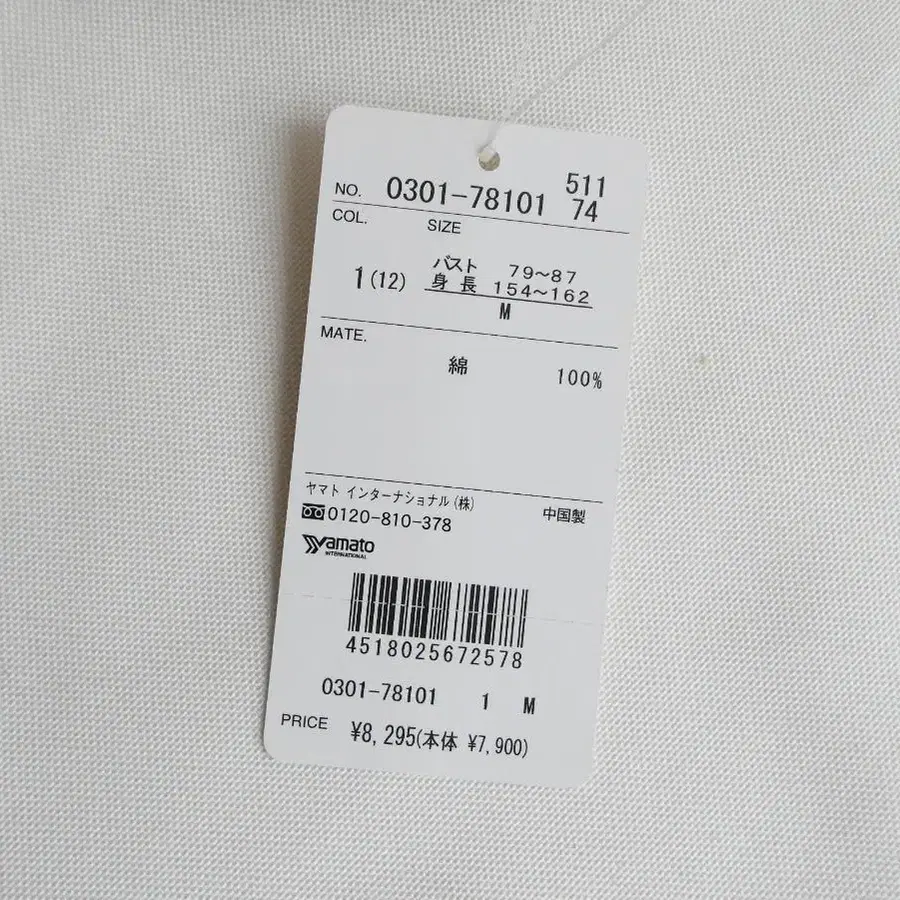 NO. 0301-78101 511
74
COL. SIZE
1(12) バスト 79~87
身長 154~162
M
MATE.
綿 100%
ヤマト インターナショナル(株)
0120-810-378 中国製
Yamato
INTERNATIONAL
4518025672578
0301-78101 1 M
PRICE ¥8,295(本体 ¥7,900)